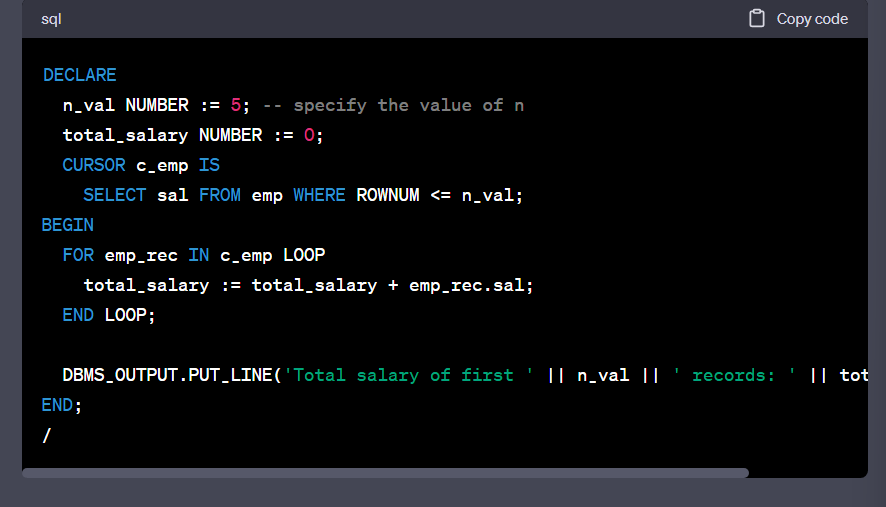 sql
Copy code
DECLARE
  n_val NUMBER := 5; -- specify the value of n
  total_salary NUMBER := 0;
  CURSOR c_emp IS
    SELECT sal FROM emp WHERE ROWNUM <= n_val;
BEGIN
  FOR emp_rec IN c_emp LOOP
    total_salary := total_salary + emp_rec.sal;
  END LOOP;

  DBMS_OUTPUT.PUT_LINE('Total salary of first ' || n_val || ' records: ' || tot
END;
/